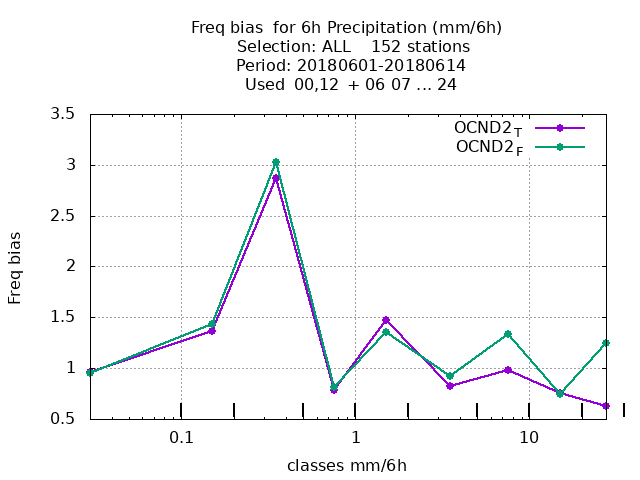 Freq bias  for 6h Precipitation (mm/6h)
Selection: ALL    152 stations
Period: 20180601-20180614
Used  00,12  + 06 07 ... 24
OCND2T
OCND2F
3.5
3
2.5
2
1.5
1
0.5
Freq bias
0.1 1 10
classes mm/6h